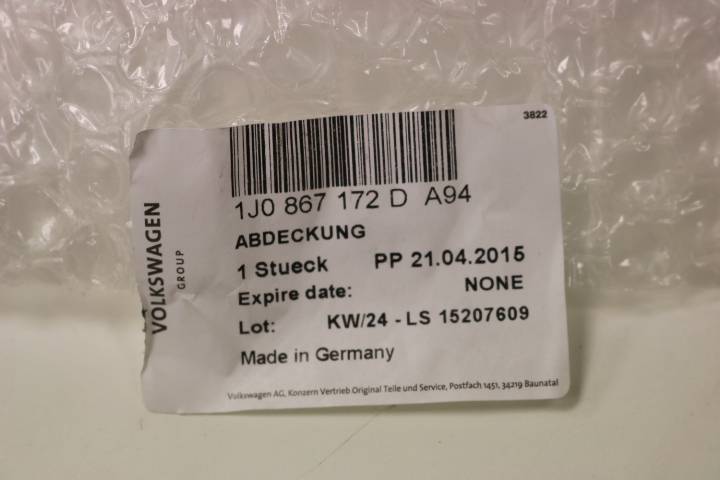 3822
1J0 867 172 D A94
ABDECKUNG
1 Stueck PP 21.04.2015
Expire date: NONE
Lot: KW/24 - LS 15207609
Made in Germany
Volkswagen AG, Konzern Vertrieb Original Teile und Service, Postfach 1451, 34219 Baunatal
VOLKSWAGEN
GROUP